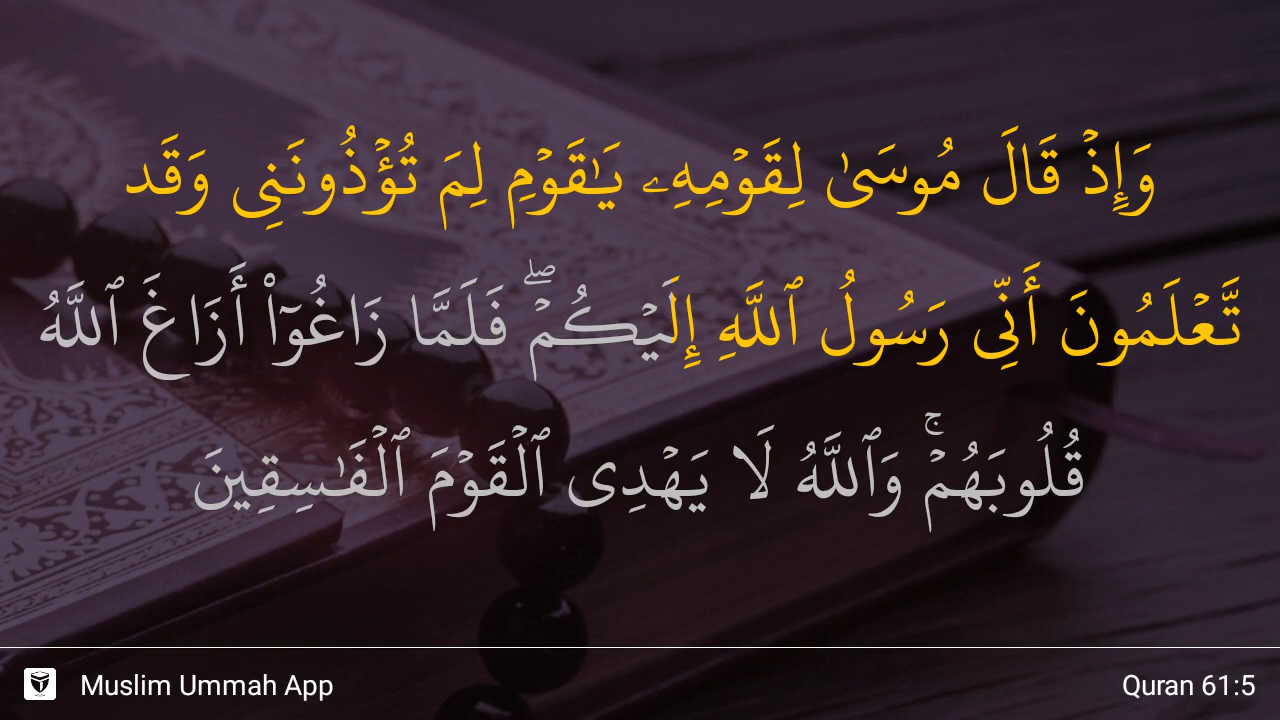 وَإِذۡ قَالَ مُوسَىٰ لِقَوۡمِهِۦ يَـٰقَوۡمِ لِمَ تُؤۡذُونَنِى وَقَد
تَّعۡلَمُونَ أَنِّى رَسُولُ ٱللَّهِ إِلَيۡكُمۡۖ فَلَمَّا زَاغُوٓا۟ أَزَاغَ ٱللَّهُ
قُلُوبَهُمۡۚ وَٱللَّهُ لَا يَهۡدِى ٱلۡقَوۡمَ ٱلۡفَـٰسِقِينَ
Muslim Ummah App
Quran 61:5